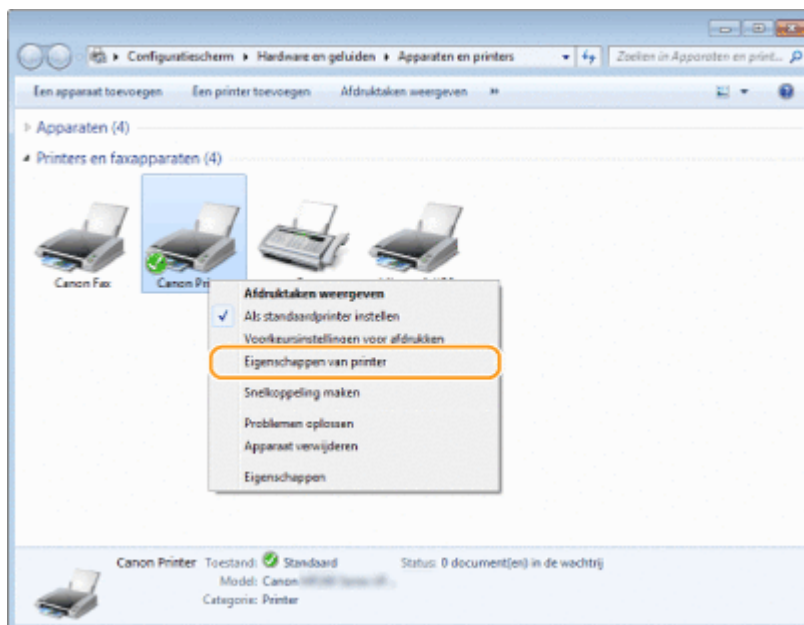 Configuratiescherm ▸ Hardware en geluiden ▸ Apparaten en printers
Zoeken in Apparaten en print...
Een apparaat toevoegen Een printer toevoegen Afdruktaken weergeven »
Apparaten (4)
Printers en faxapparaten (4)
Canon Fax Canon Pri
Afdruktaken weergeven
Als standaardprinter instellen
Voorkeursinstellingen voor afdrukken
Eigenschappen van printer
Snelkoppeling maken
Problemen oplossen
Apparaat verwijderen
Eigenschappen
Canon Printer Toestand: Standaard Status: 0 document(en) in de wachtrij
Model: Canon
Categorie: Printer